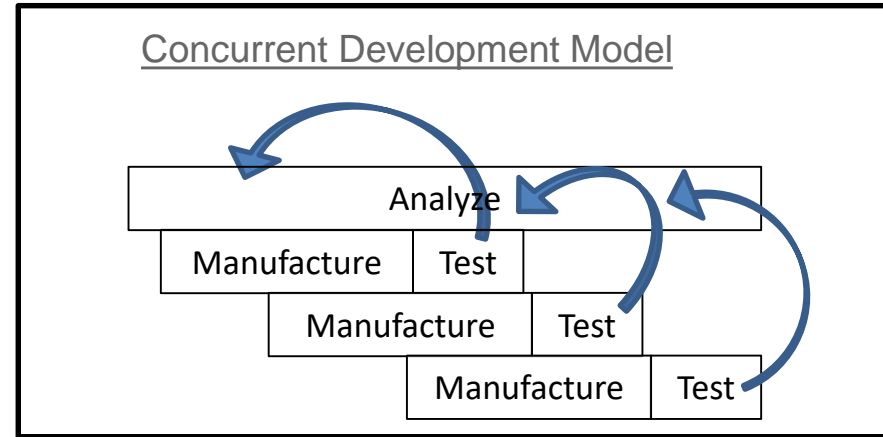 Concurrent Development Model
Analyze
Manufacture Test
Manufacture Test
Manufacture Test